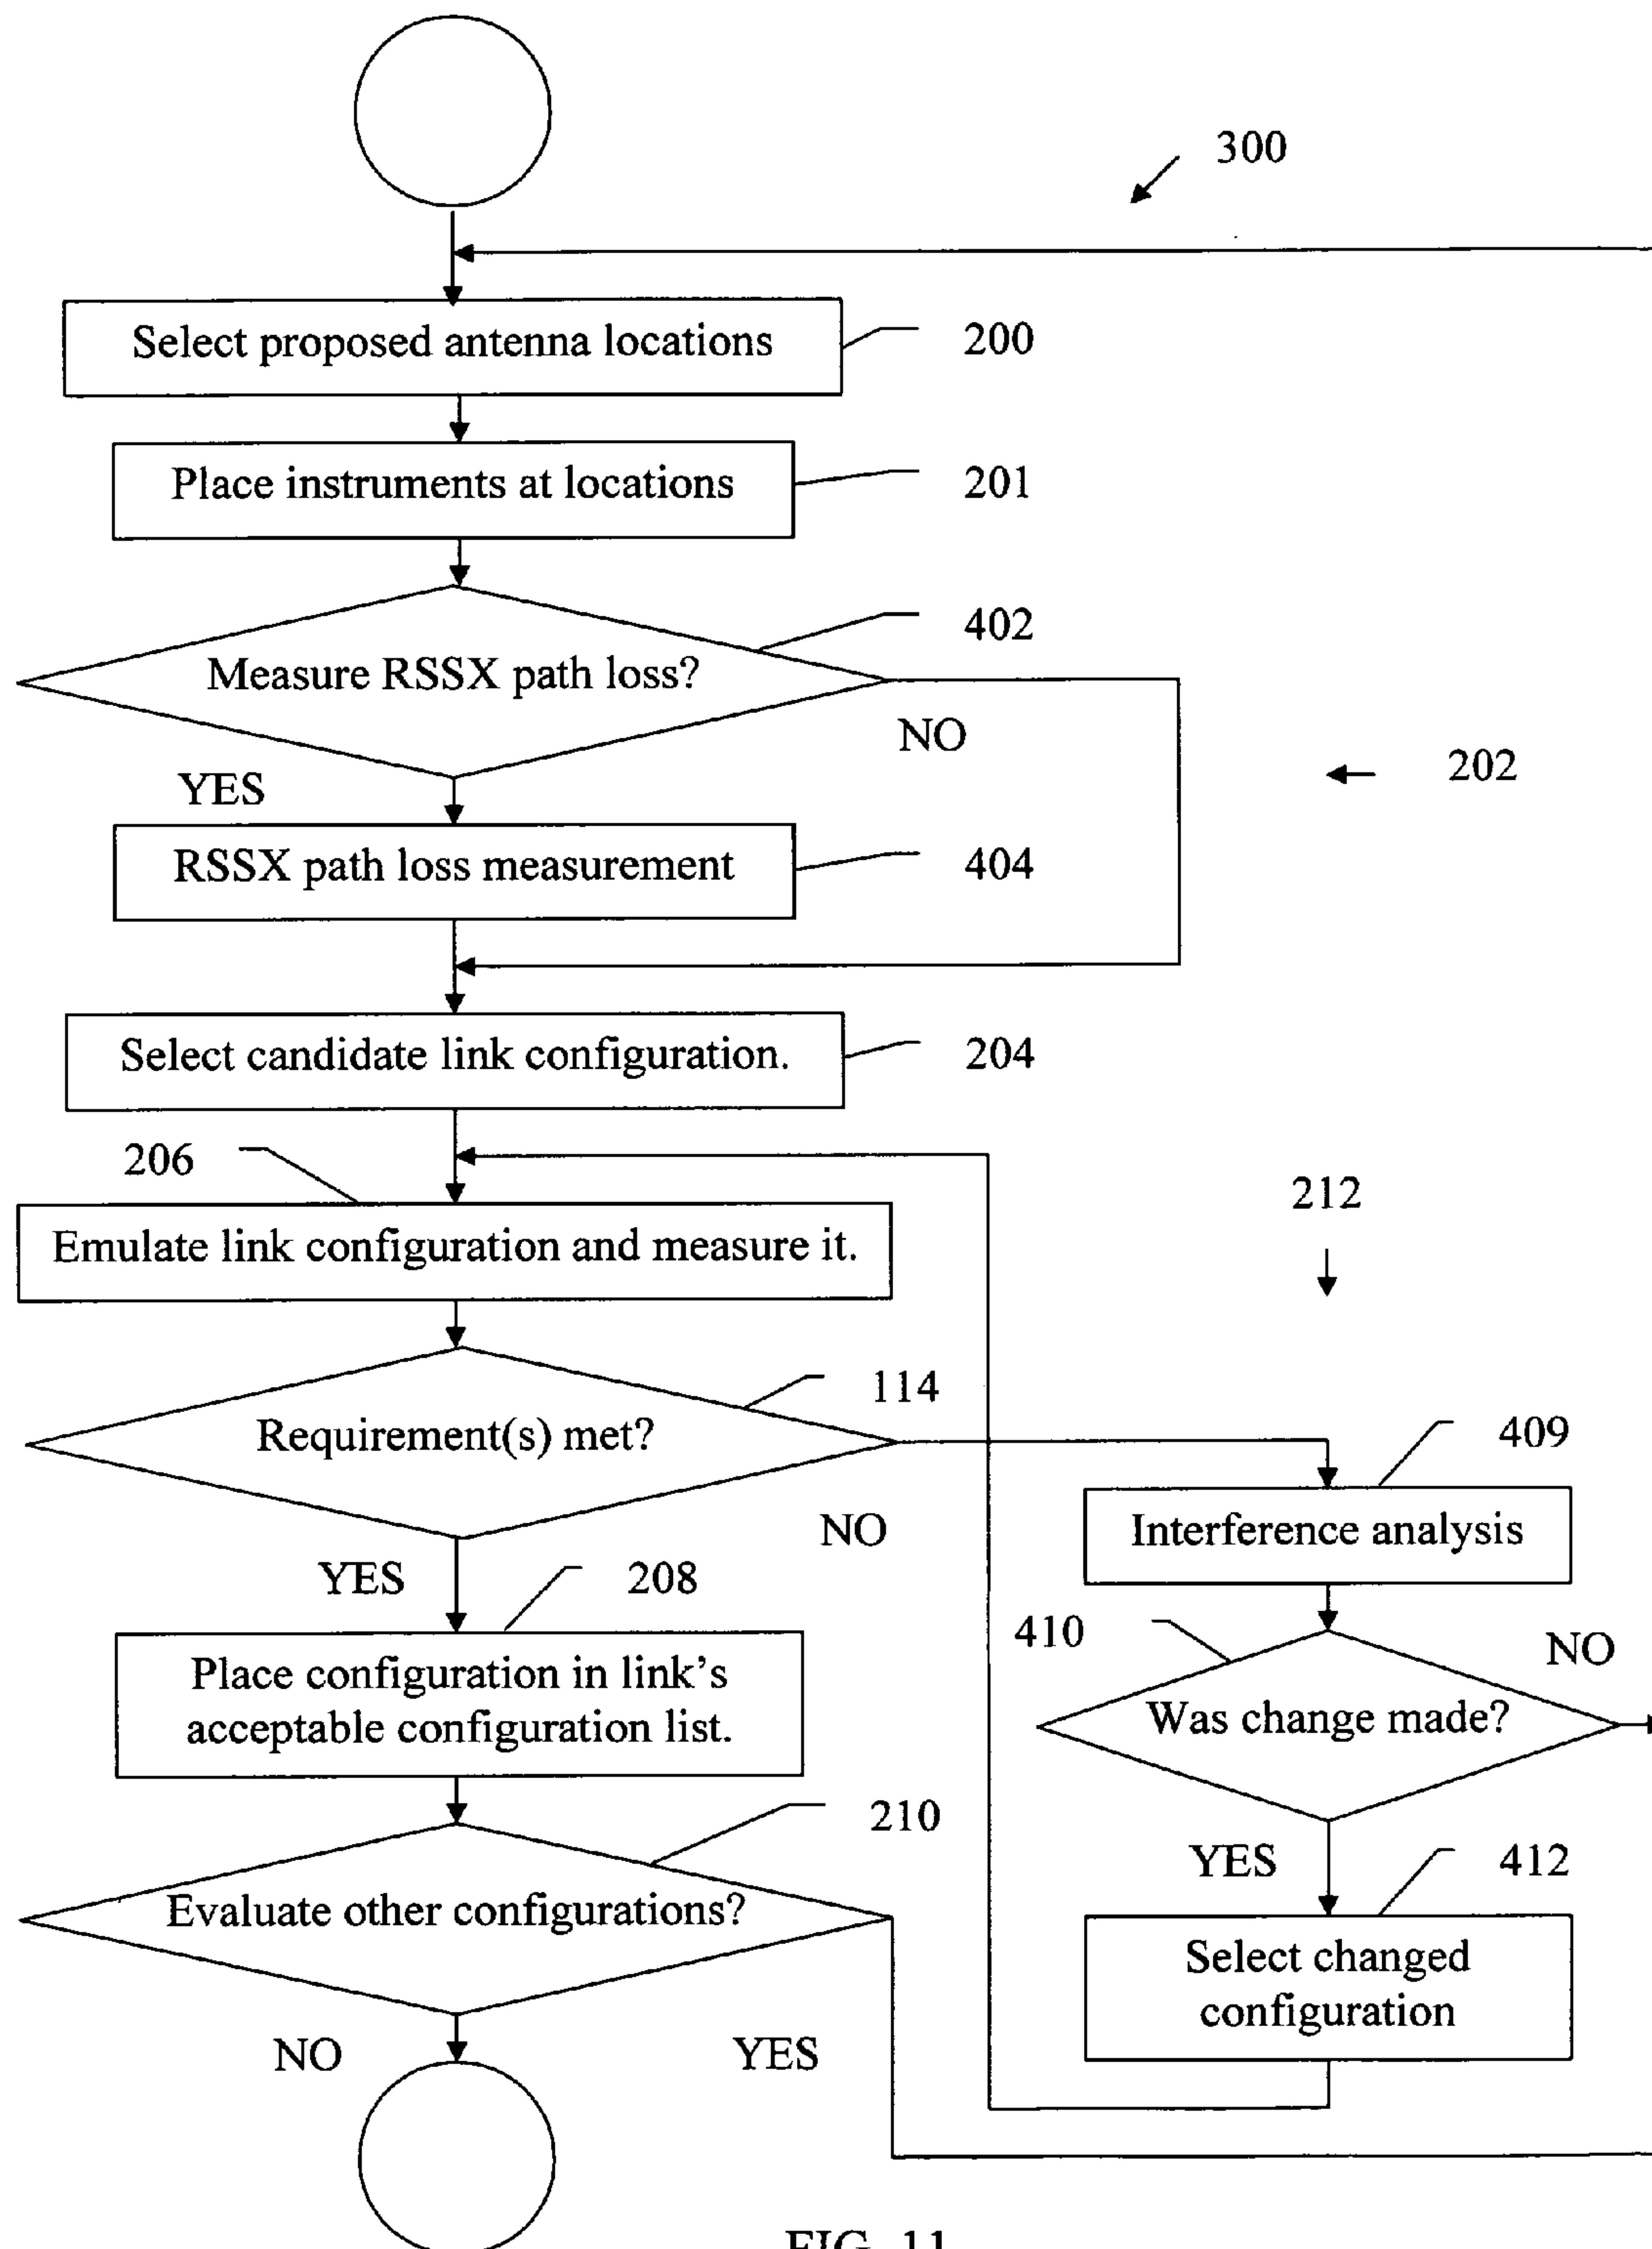 300
Select proposed antenna locations
200
Place instruments at locations
201
Measure RSSX path loss?
402
NO
202
YES
RSSX path loss measurement
404
Select candidate link configuration.
204
206
212
Emulate link configuration and measure it.
114
Requirement(s) met?
409
NO
Interference analysis
YES
208
410
NO
Place configuration in link's
acceptable configuration list.
Was change made?
210
YES
412
Evaluate other configurations?
Select changed
configuration
NO
YES
FIG. 11